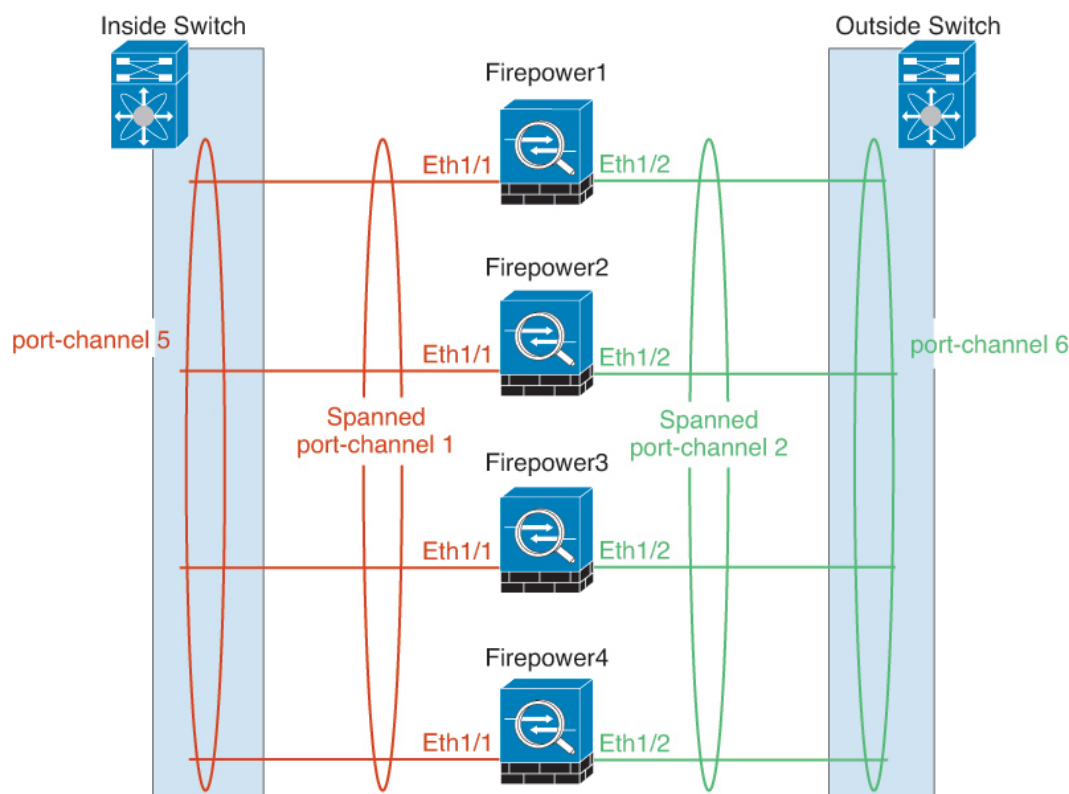 Inside Switch
Outside Switch
Firepower1
Eth1/1
Eth1/2
Firepower2
port-channel 5
Eth1/1
Eth1/2
port-channel 6
Spanned
port-channel 1
Spanned
port-channel 2
Firepower3
Eth1/1
Eth1/2
Firepower4
Eth1/1
Eth1/2